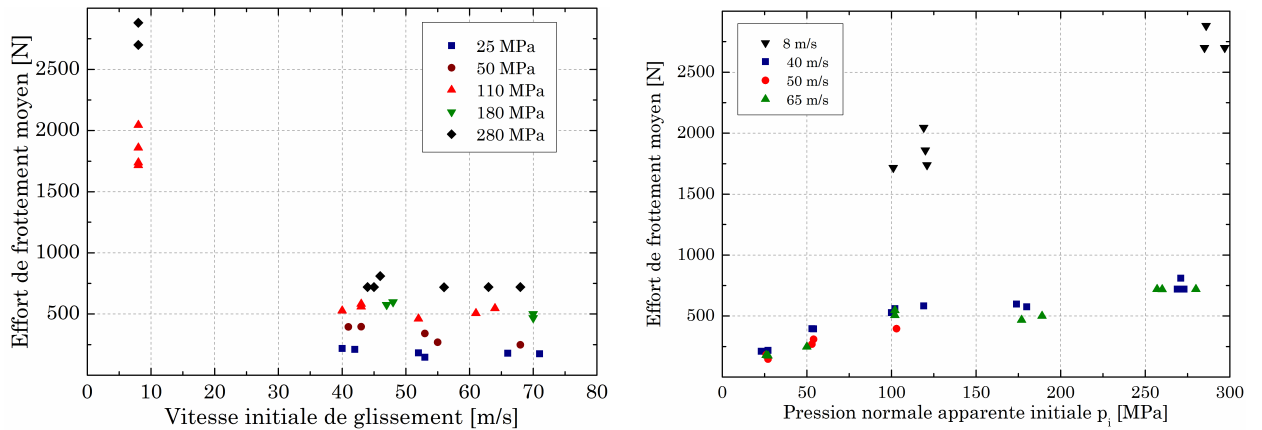 Effort de frottement moyen [N]
2500
2000
1500
1000
500
0
10
20
30
40
50
60
70
80
Vitesse initiale de glissement [m/s]
25 MPa
50 MPa
110 MPa
180 MPa
280 MPa
Effort de frottement moyen [N]
2500
2000
1500
1000
500
0
50
100
150
200
250
300
Pression normale apparente initiale pi [MPa]
8 m/s
40 m/s
50 m/s
65 m/s